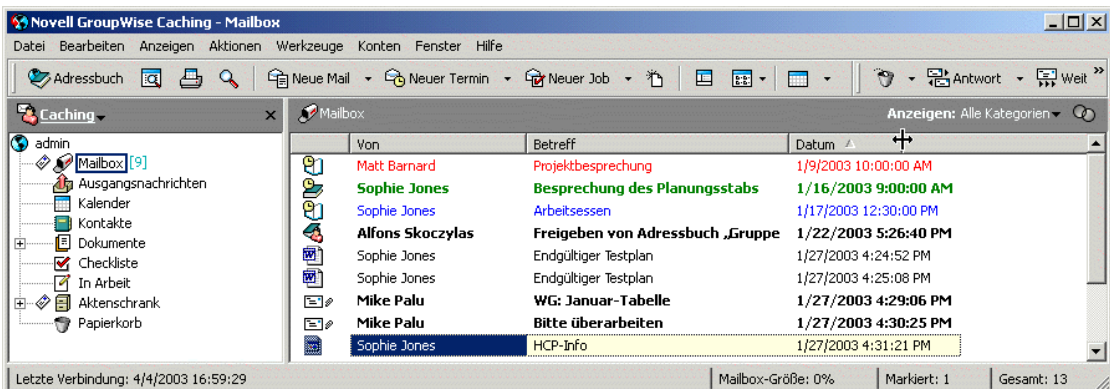 Novell GroupWise Caching - Mailbox
Datei Bearbeiten Anzeigen Aktionen Werkzeuge Konten Fenster Hilfe
Adressbuch Neue Mail Neuer Termin Neuer Job Antwort Weit
Caching
Mailbox
Anzeigen: Alle Kategorien
admin
Mailbox [9]
Ausgangsnachrichten
Kalender
Kontakte
Dokumente
Checkliste
In Arbeit
Aktenschrank
Papierkorb
Von Betreff Datum
Matt Barnard Projektbesprechung 1/9/2003 10:00:00 AM
Sophie Jones Besprechung des Planungsstabs 1/16/2003 9:00:00 AM
Sophie Jones Arbeitsessen 1/17/2003 12:30:00 PM
Alfons Skoczylas Freigeben von Adressbuch „Gruppe 1/22/2003 5:26:40 PM
Sophie Jones Endgültiger Testplan 1/27/2003 4:24:52 PM
Sophie Jones Endgültiger Testplan 1/27/2003 4:25:08 PM
Mike Palu WG: Januar-Tabelle 1/27/2003 4:29:06 PM
Mike Palu Bitte überarbeiten 1/27/2003 4:30:25 PM
Sophie Jones HCP-Info 1/27/2003 4:31:21 PM
Letzte Verbindung: 4/4/2003 16:59:29 Mailbox-Größe: 0% Markiert: 1 Gesamt: 13